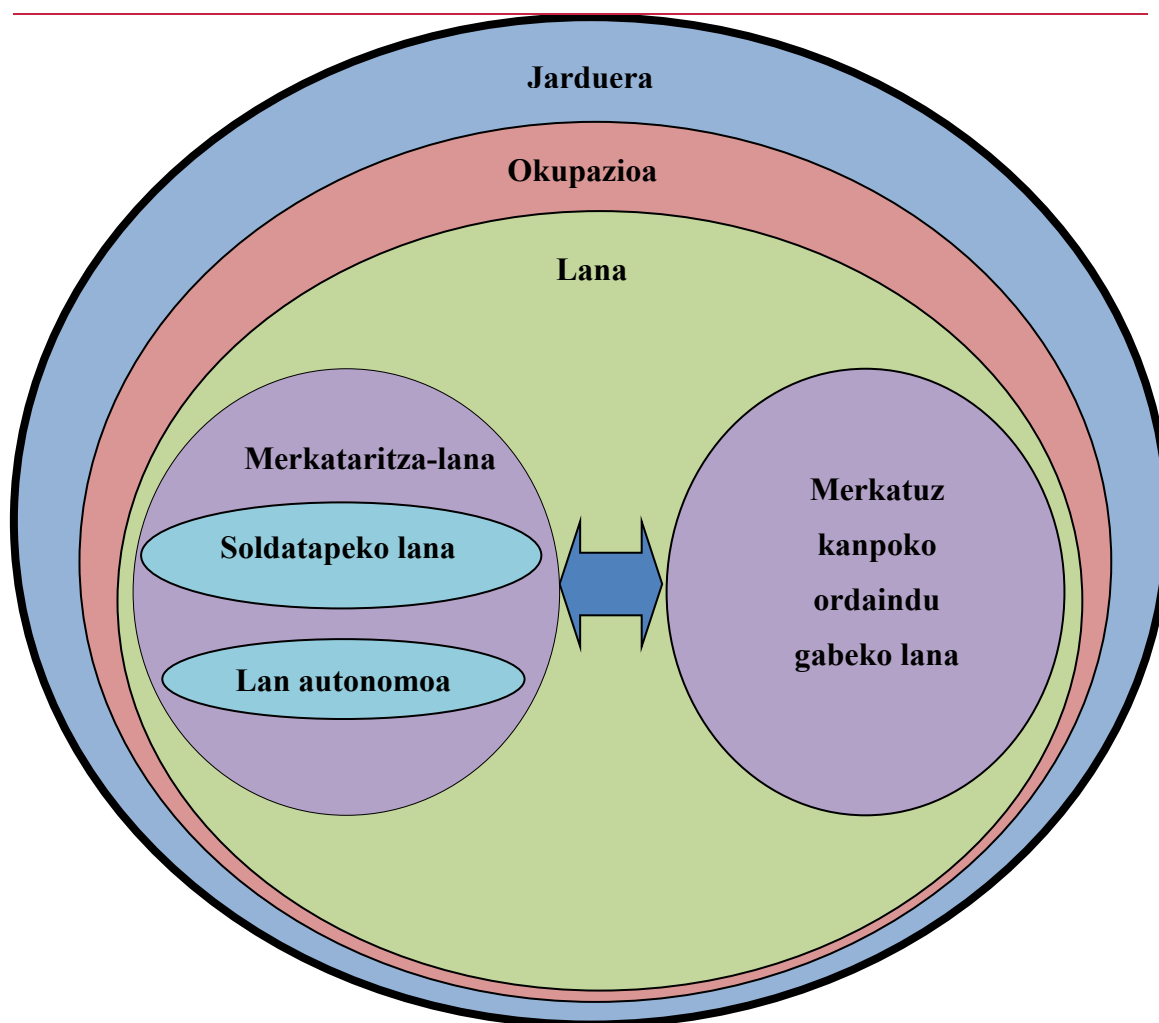 Jarduera
Okupazioa
Lana
Merkataritza-lana
Soldatapeko lana
Lan autonomoa
Merkatuz
kanpoko
ordaindu
gabeko lana